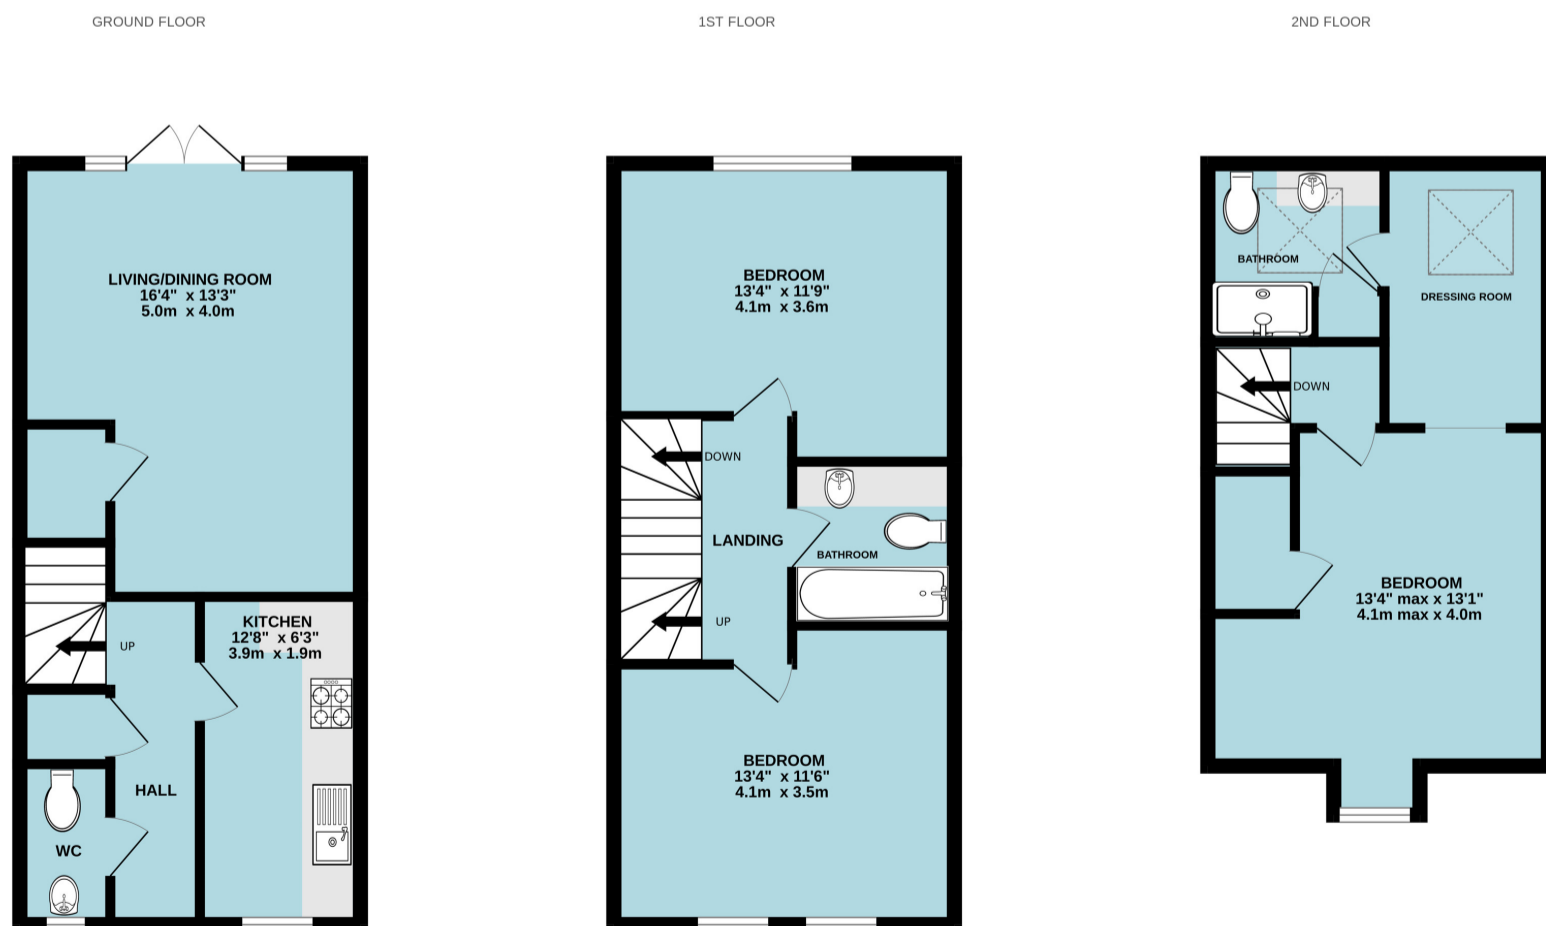 GROUND FLOOR
LIVING/DINING ROOM
16'4" x 13'3"
5.0m x 4.0m
UP
KITCHEN
12'8" x 6'3"
3.9m x 1.9m
HALL
WC
1ST FLOOR
BEDROOM
13'4" x 11'9"
4.1m x 3.6m
DOWN
LANDING
BATHROOM
UP
BEDROOM
13'4" x 11'6"
4.1m x 3.5m
2ND FLOOR
BATHROOM
DRESSING ROOM
DOWN
BEDROOM
13'4" max x 13'1"
4.1m max x 4.0m